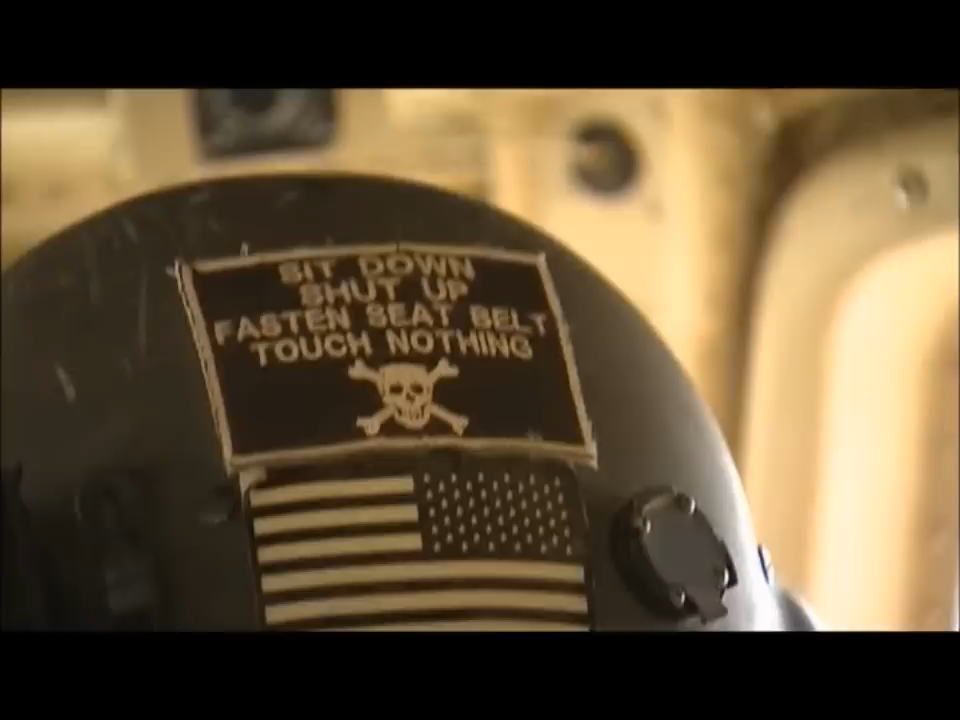 SIT DOWN
SHUT UP
FASTEN SEAT BELT
TOUCH NOTHING